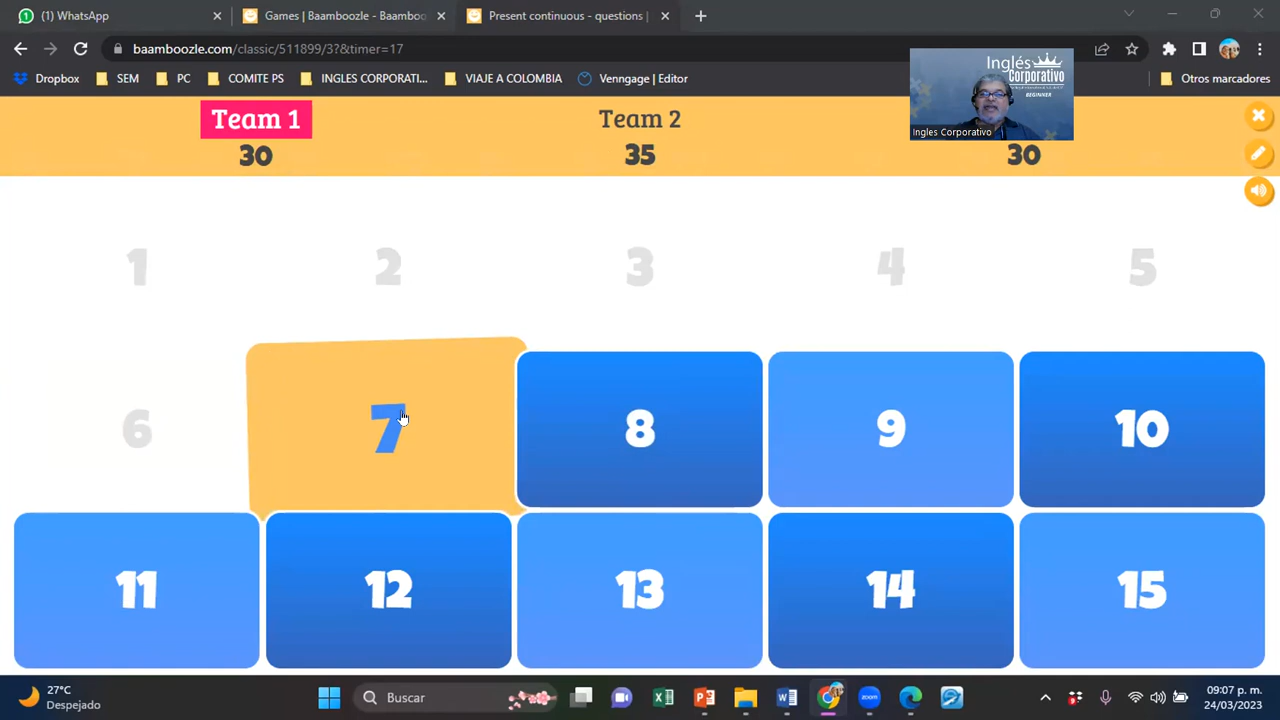 (1) WhatsApp
Games | Baamboozle - Baamboo
Present continuous - questions |
baamboozle.com/classic/511899/3?&timer=17
Dropbox SEM PC COMITE PS INGLES CORPORATI... VIAJE A COLOMBIA Venngage | Editor Otros marcadores
Inglés
Corporativo
BEGINNER
Ingles Corporativo
Team 1 Team 2
30 35 30
1 2 3 4 5
6 7 8 9 10
11 12 13 14 15
27°C
Despejado
Buscar
zoom
09:07 p. m.
24/03/2023